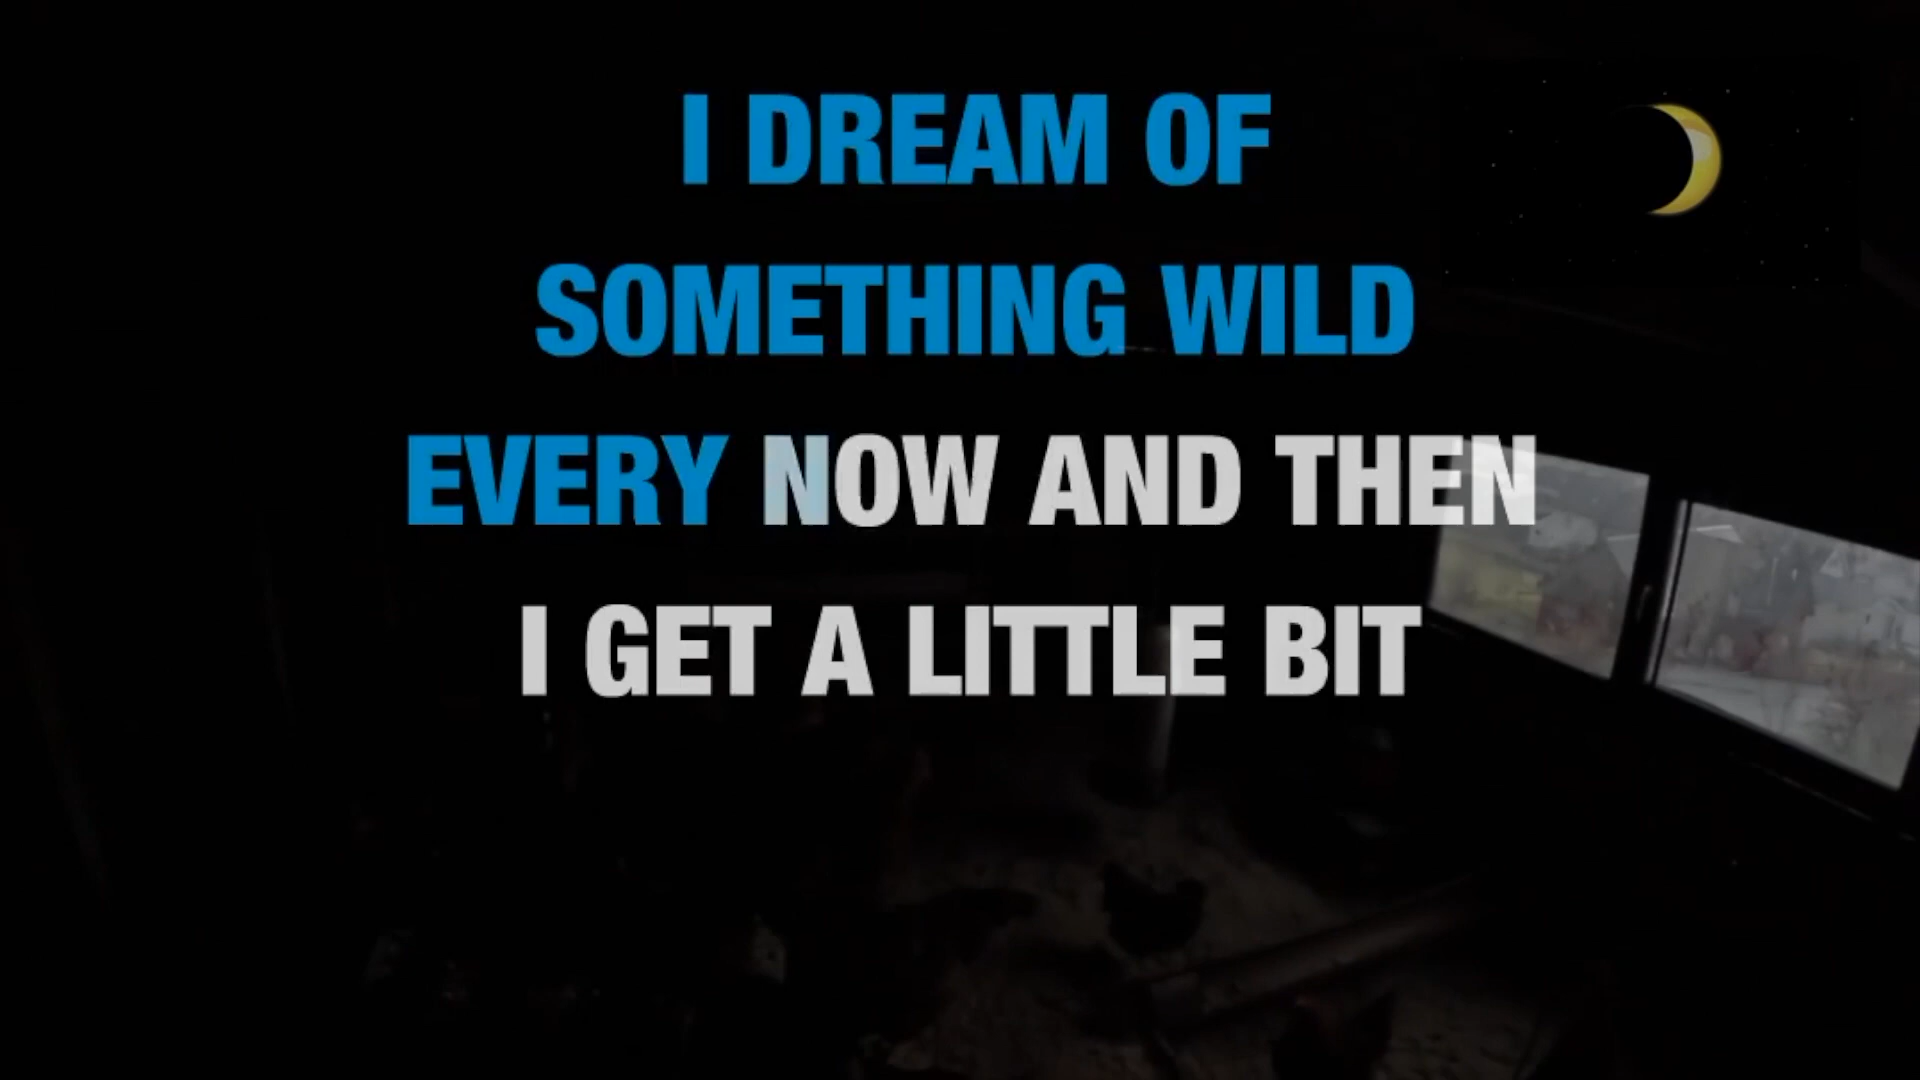 I DREAM OF
SOMETHING WILD
EVERY NOW AND THEN
I GET A LITTLE BIT